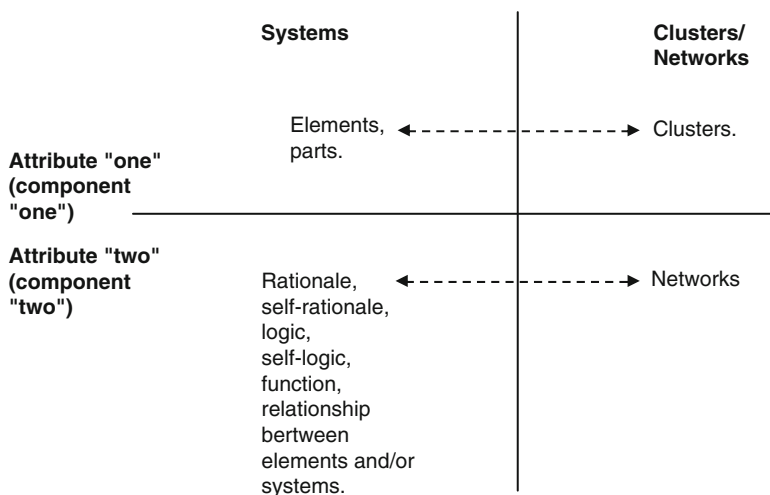 Systems
Clusters/
Networks
Elements,
parts.
Clusters.
Attribute "one"
(component
"one")
Attribute "two"
(component
"two")
Rationale,
self-rationale,
logic,
self-logic,
function,
relationship
bertween
elements and/or
systems.
Networks